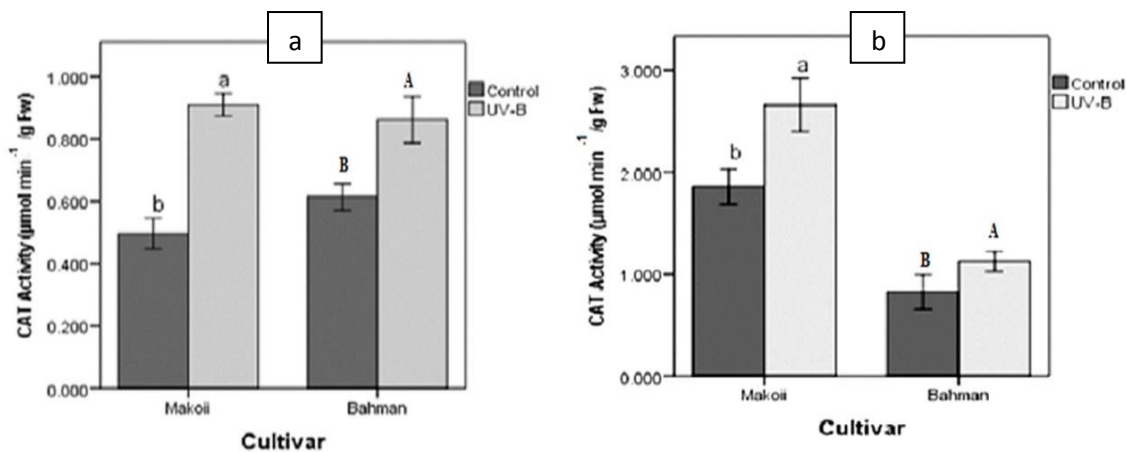 a
CAT Activity (µmol min -1 /g Fw)
1.000
0.800
0.600
0.400
0.200
0.000
b
a
B
A
Control
UV-B
Makoii
Bahman
Cultivar
b
CAT Activity (µmol min -1 /g Fw)
3.000
2.000
1.000
0.000
b
a
B
A
Control
UV-B
Makoii
Bahman
Cultivar